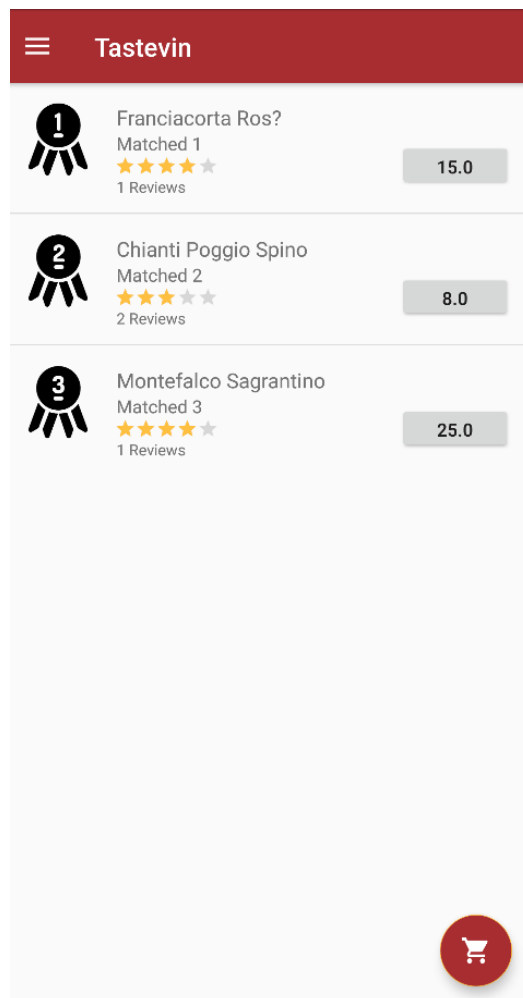 Tastevin
1
Franciacorta Ros?
Matched 1
1 Reviews
15.0
2
Chianti Poggio Spino
Matched 2
2 Reviews
8.0
3
Montefalco Sagrantino
Matched 3
1 Reviews
25.0